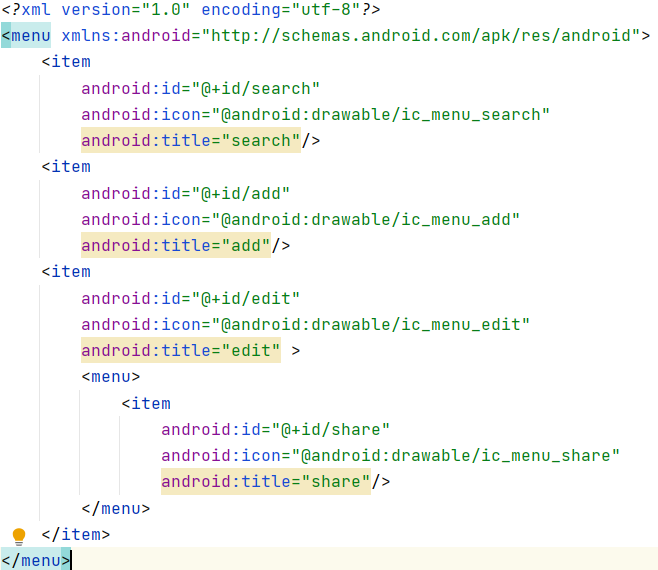 <?xml version="1.0" encoding="utf-8"?>
<menu xmlns:android="http://schemas.android.com/apk/res/android">
    <item
        android:id="@+id/search"
        android:icon="@android:drawable/ic_menu_search"
        android:title="search"/>
    <item
        android:id="@+id/add"
        android:icon="@android:drawable/ic_menu_add"
        android:title="add"/>
    <item
        android:id="@+id/edit"
        android:icon="@android:drawable/ic_menu_edit"
        android:title="edit" >
        <menu>
            <item
                android:id="@+id/share"
                android:icon="@android:drawable/ic_menu_share"
                android:title="share"/>
        </menu>
    </item>
</menu>